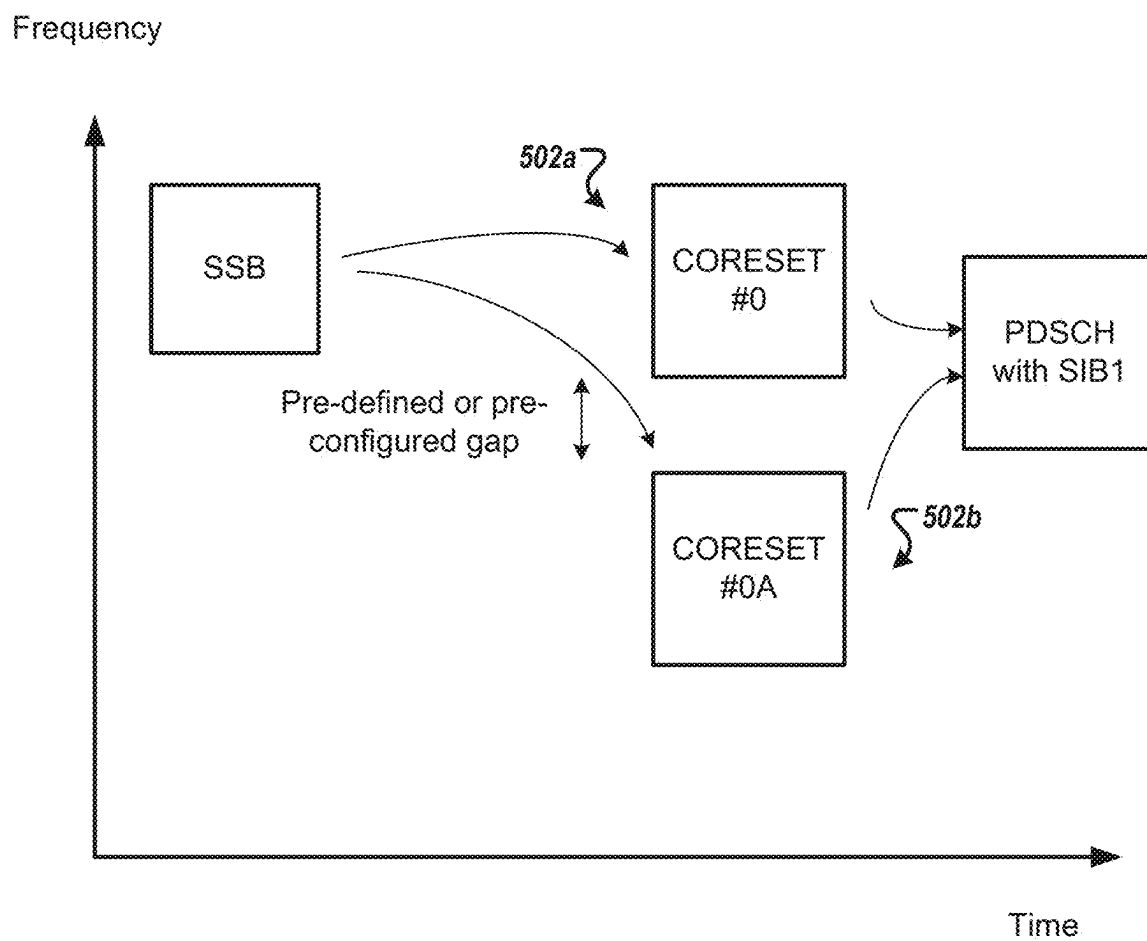 Frequency
502a
SSB
CORESET
#0
PDSCH
with SIB1
Pre-defined or pre-
configured gap
502b
CORESET
#0A
Time